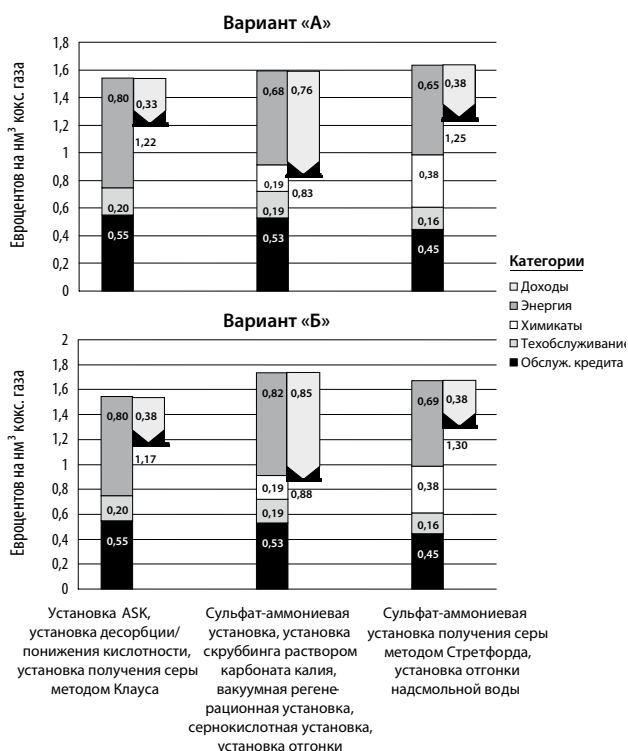 Вариант «А»
Евроцентов на нм³ кокс. газа
1,8
1,6
1,4
1,2
1
0,8
0,6
0,4
0,2
0
0,80 0,33
1,22
0,20
0,55
0,68 0,76
0,19 0,83
0,19
0,53
0,65 0,38
1,25
0,38
0,16
0,45
Категории
Доходы
Энергия
Химикаты
Техобслуживание
Обслуж. кредита
Вариант «Б»
Евроцентов на нм³ кокс. газа
2
1,8
1,6
1,4
1,2
1
0,8
0,6
0,4
0,2
0
0,80 0,38
1,17
0,20
0,55
0,82 0,85
0,19 0,88
0,19
0,53
0,69 0,38
1,30
0,38
0,16
0,45
Установка ASK,
установка десорбции/
понижения кислотности,
установка получения серы
методом Клауса
Сульфат-аммониевая
установка, установка
скруббинга раствором
карбоната калия,
вакуумная регене-
рационная установка,
сернокислотная установка,
установка отгонки
Сульфат-аммониевая
установка получения серы
методом Стретфорда,
установка отгонки
надсмольной воды